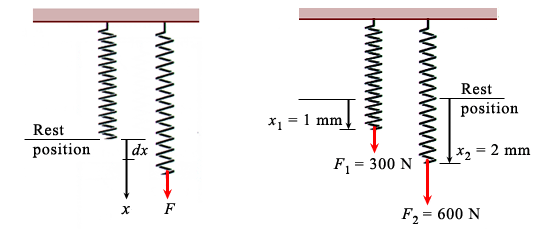 Rest
position
dx
x
F
x₁ = 1 mm
F₁ = 300 N
Rest
position
x₂ = 2 mm
F₂ = 600 N